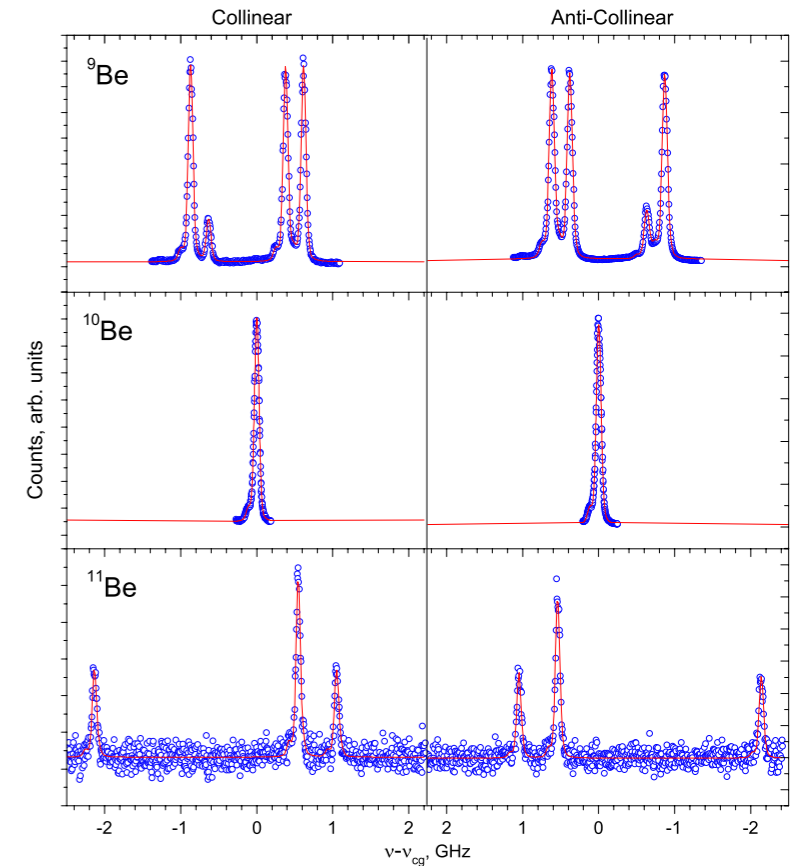 Collinear Anti-Collinear
⁹Be
¹⁰Be
Counts, arb. units
¹¹Be
-2 -1 0 1 2 2 1 0 -1 -2
ν-ν_cg, GHz